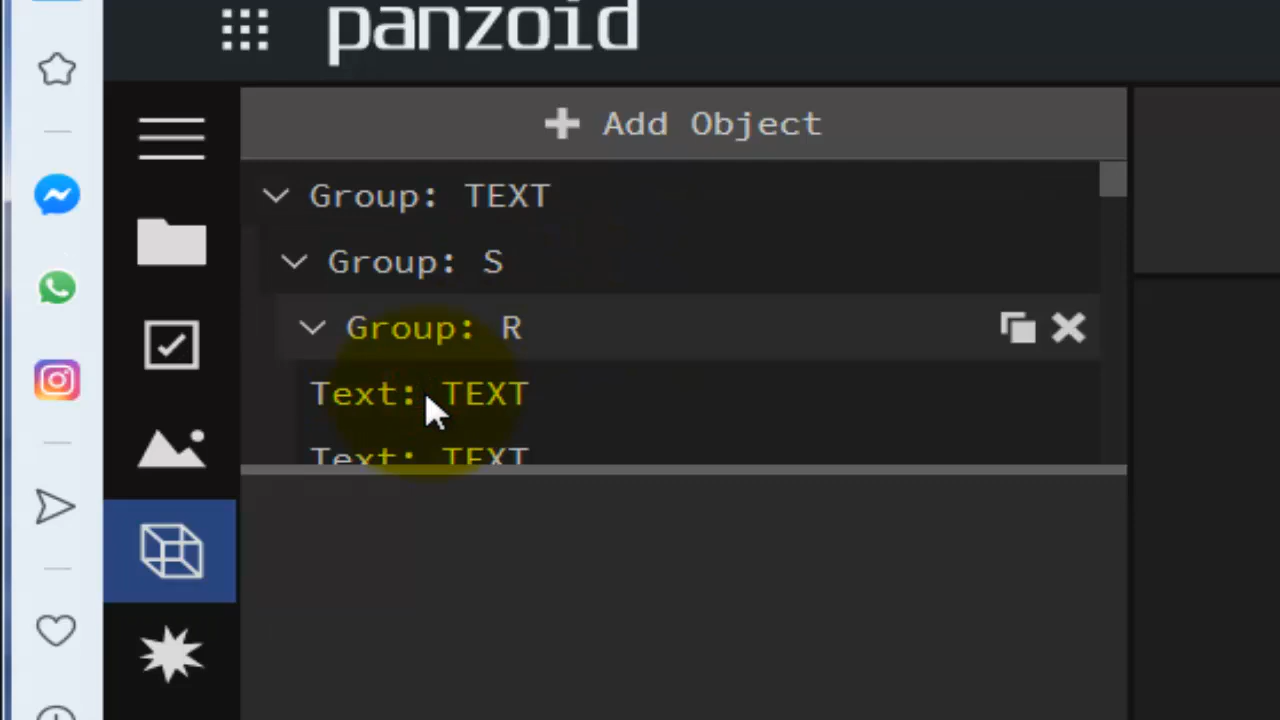 panzoid
Add Object
Group: TEXT
Group: S
Group: R
Text: TEXT
Text: TEXT